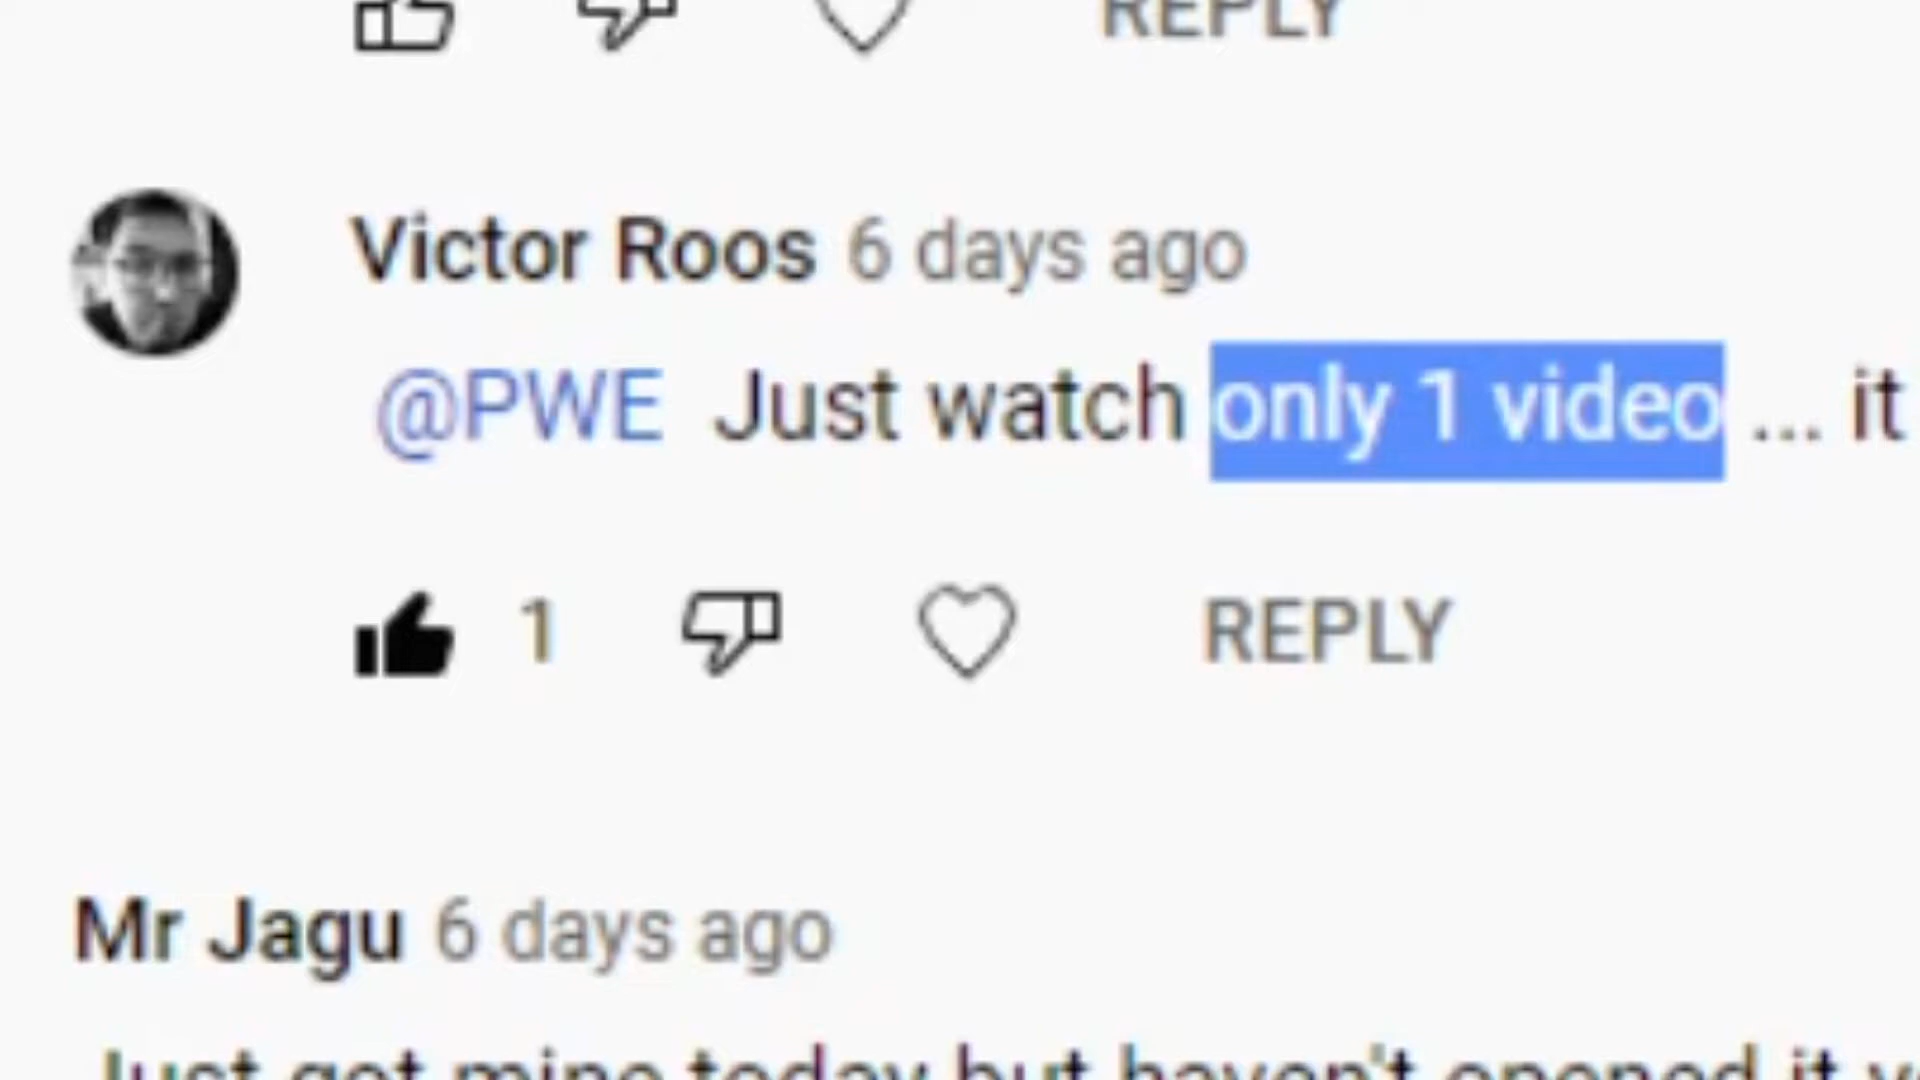 REPLY
Victor Roos 6 days ago
@PWE Just watch only 1 video ... it
1
REPLY
Mr Jagu 6 days ago
Just got mine today but haven't opened it